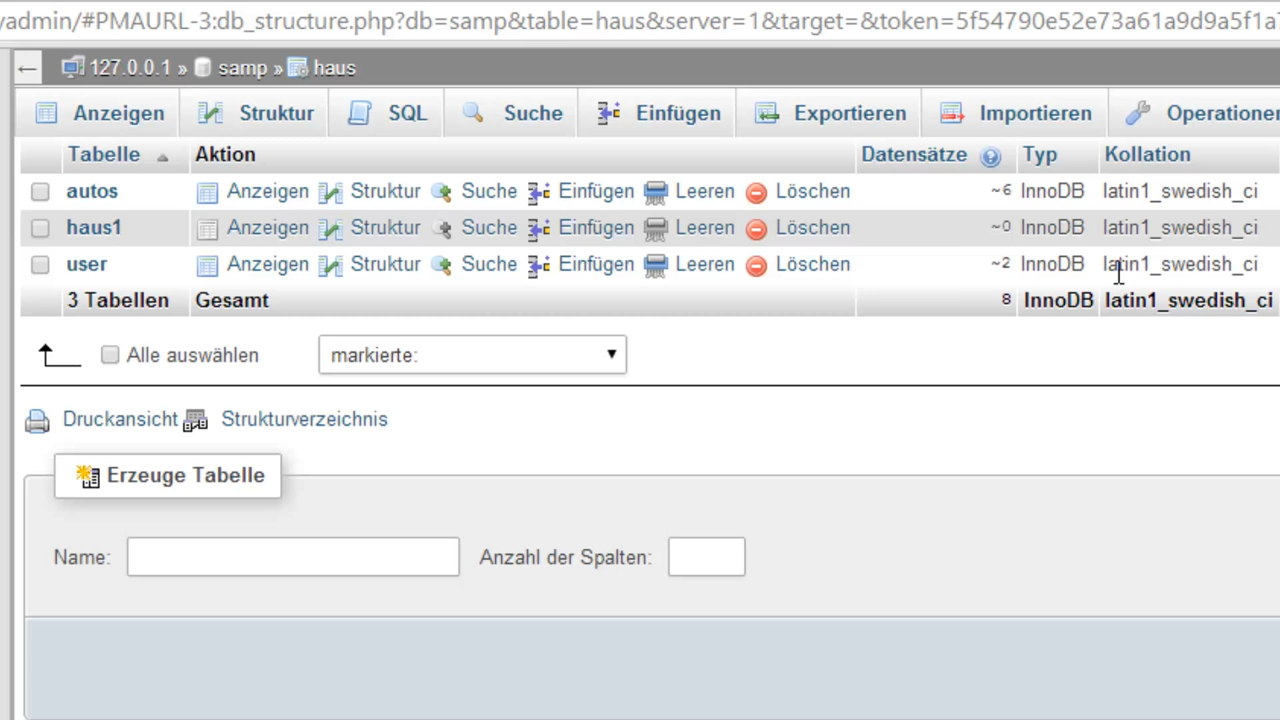 yadmin/#PMAURL-3:db_structure.php?db=samp&table=haus&server=1&target=&token=5f54790e52e73a61a9d9a5f1a
127.0.0.1 » samp » haus
Anzeigen Struktur SQL Suche Einfügen Exportieren Importieren Operationen
Tabelle Aktion Datensätze Typ Kollation
autos Anzeigen Struktur Suche Einfügen Leeren Löschen ~6 InnoDB latin1_swedish_ci
haus1 Anzeigen Struktur Suche Einfügen Leeren Löschen ~0 InnoDB latin1_swedish_ci
user Anzeigen Struktur Suche Einfügen Leeren Löschen ~2 InnoDB latin1_swedish_ci
3 Tabellen Gesamt 8 InnoDB latin1_swedish_ci
Alle auswählen markierte:
Druckansicht Strukturverzeichnis
Erzeuge Tabelle
Name: Anzahl der Spalten: